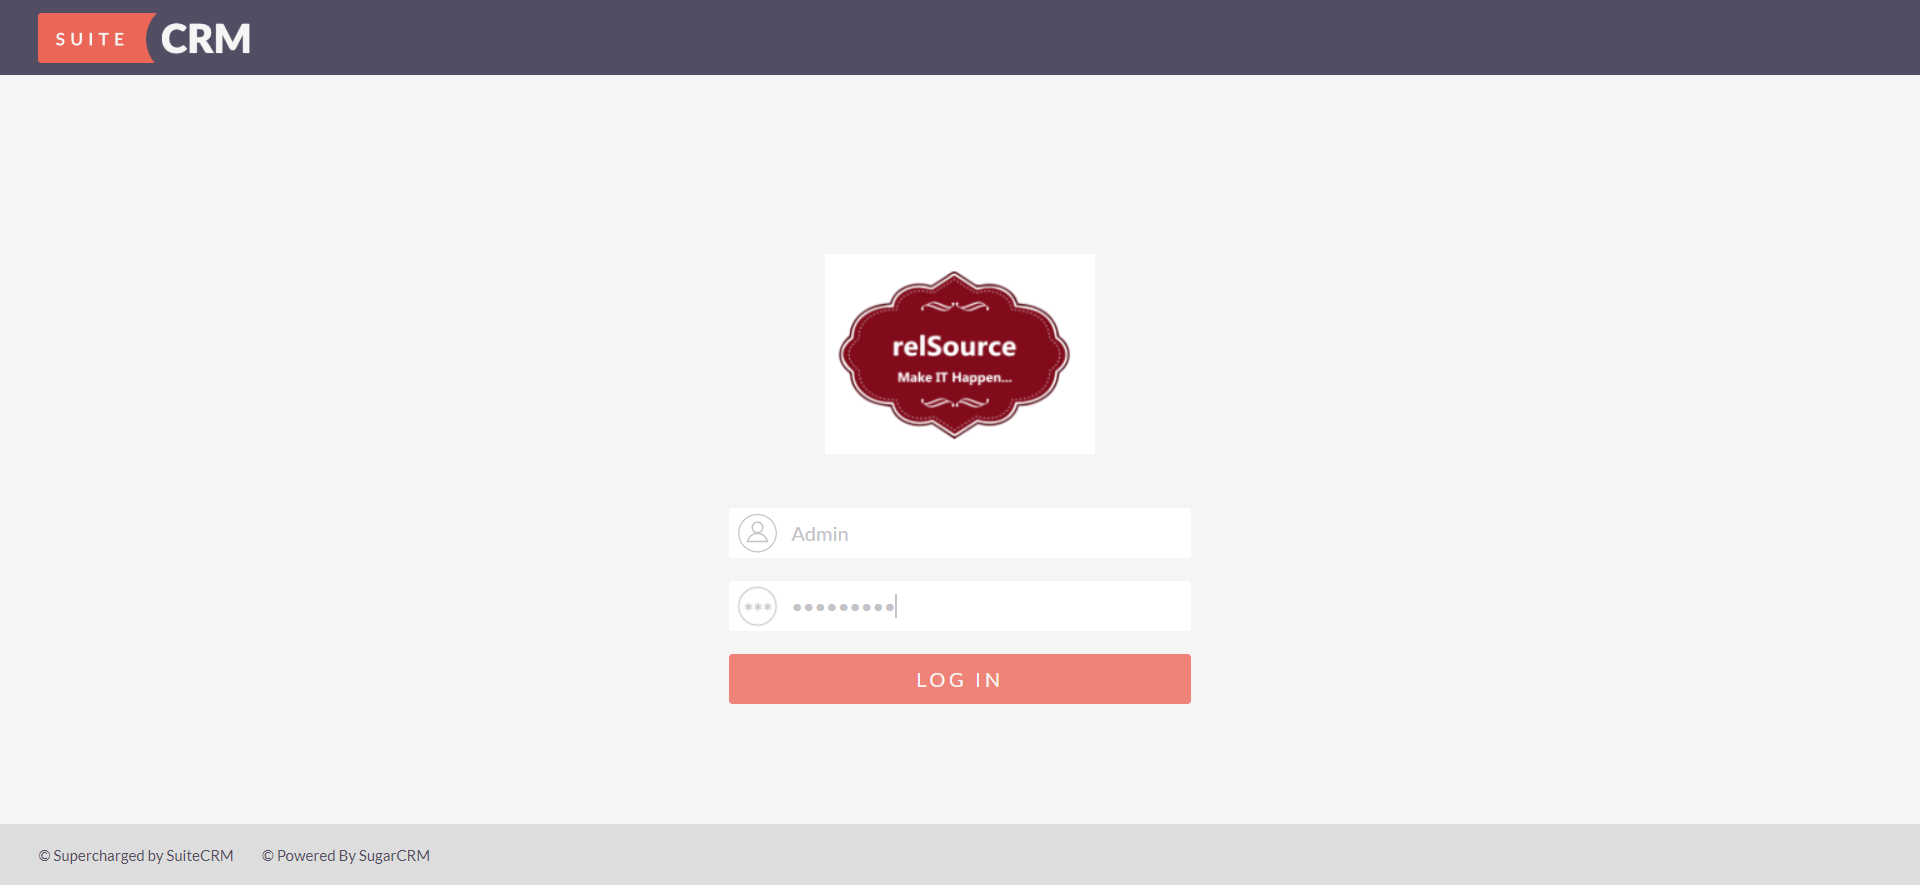 SUITE CRM
relSource
Make IT Happen...
Admin
***
•••••••••
LOG IN
© Supercharged by SuiteCRM © Powered By SugarCRM